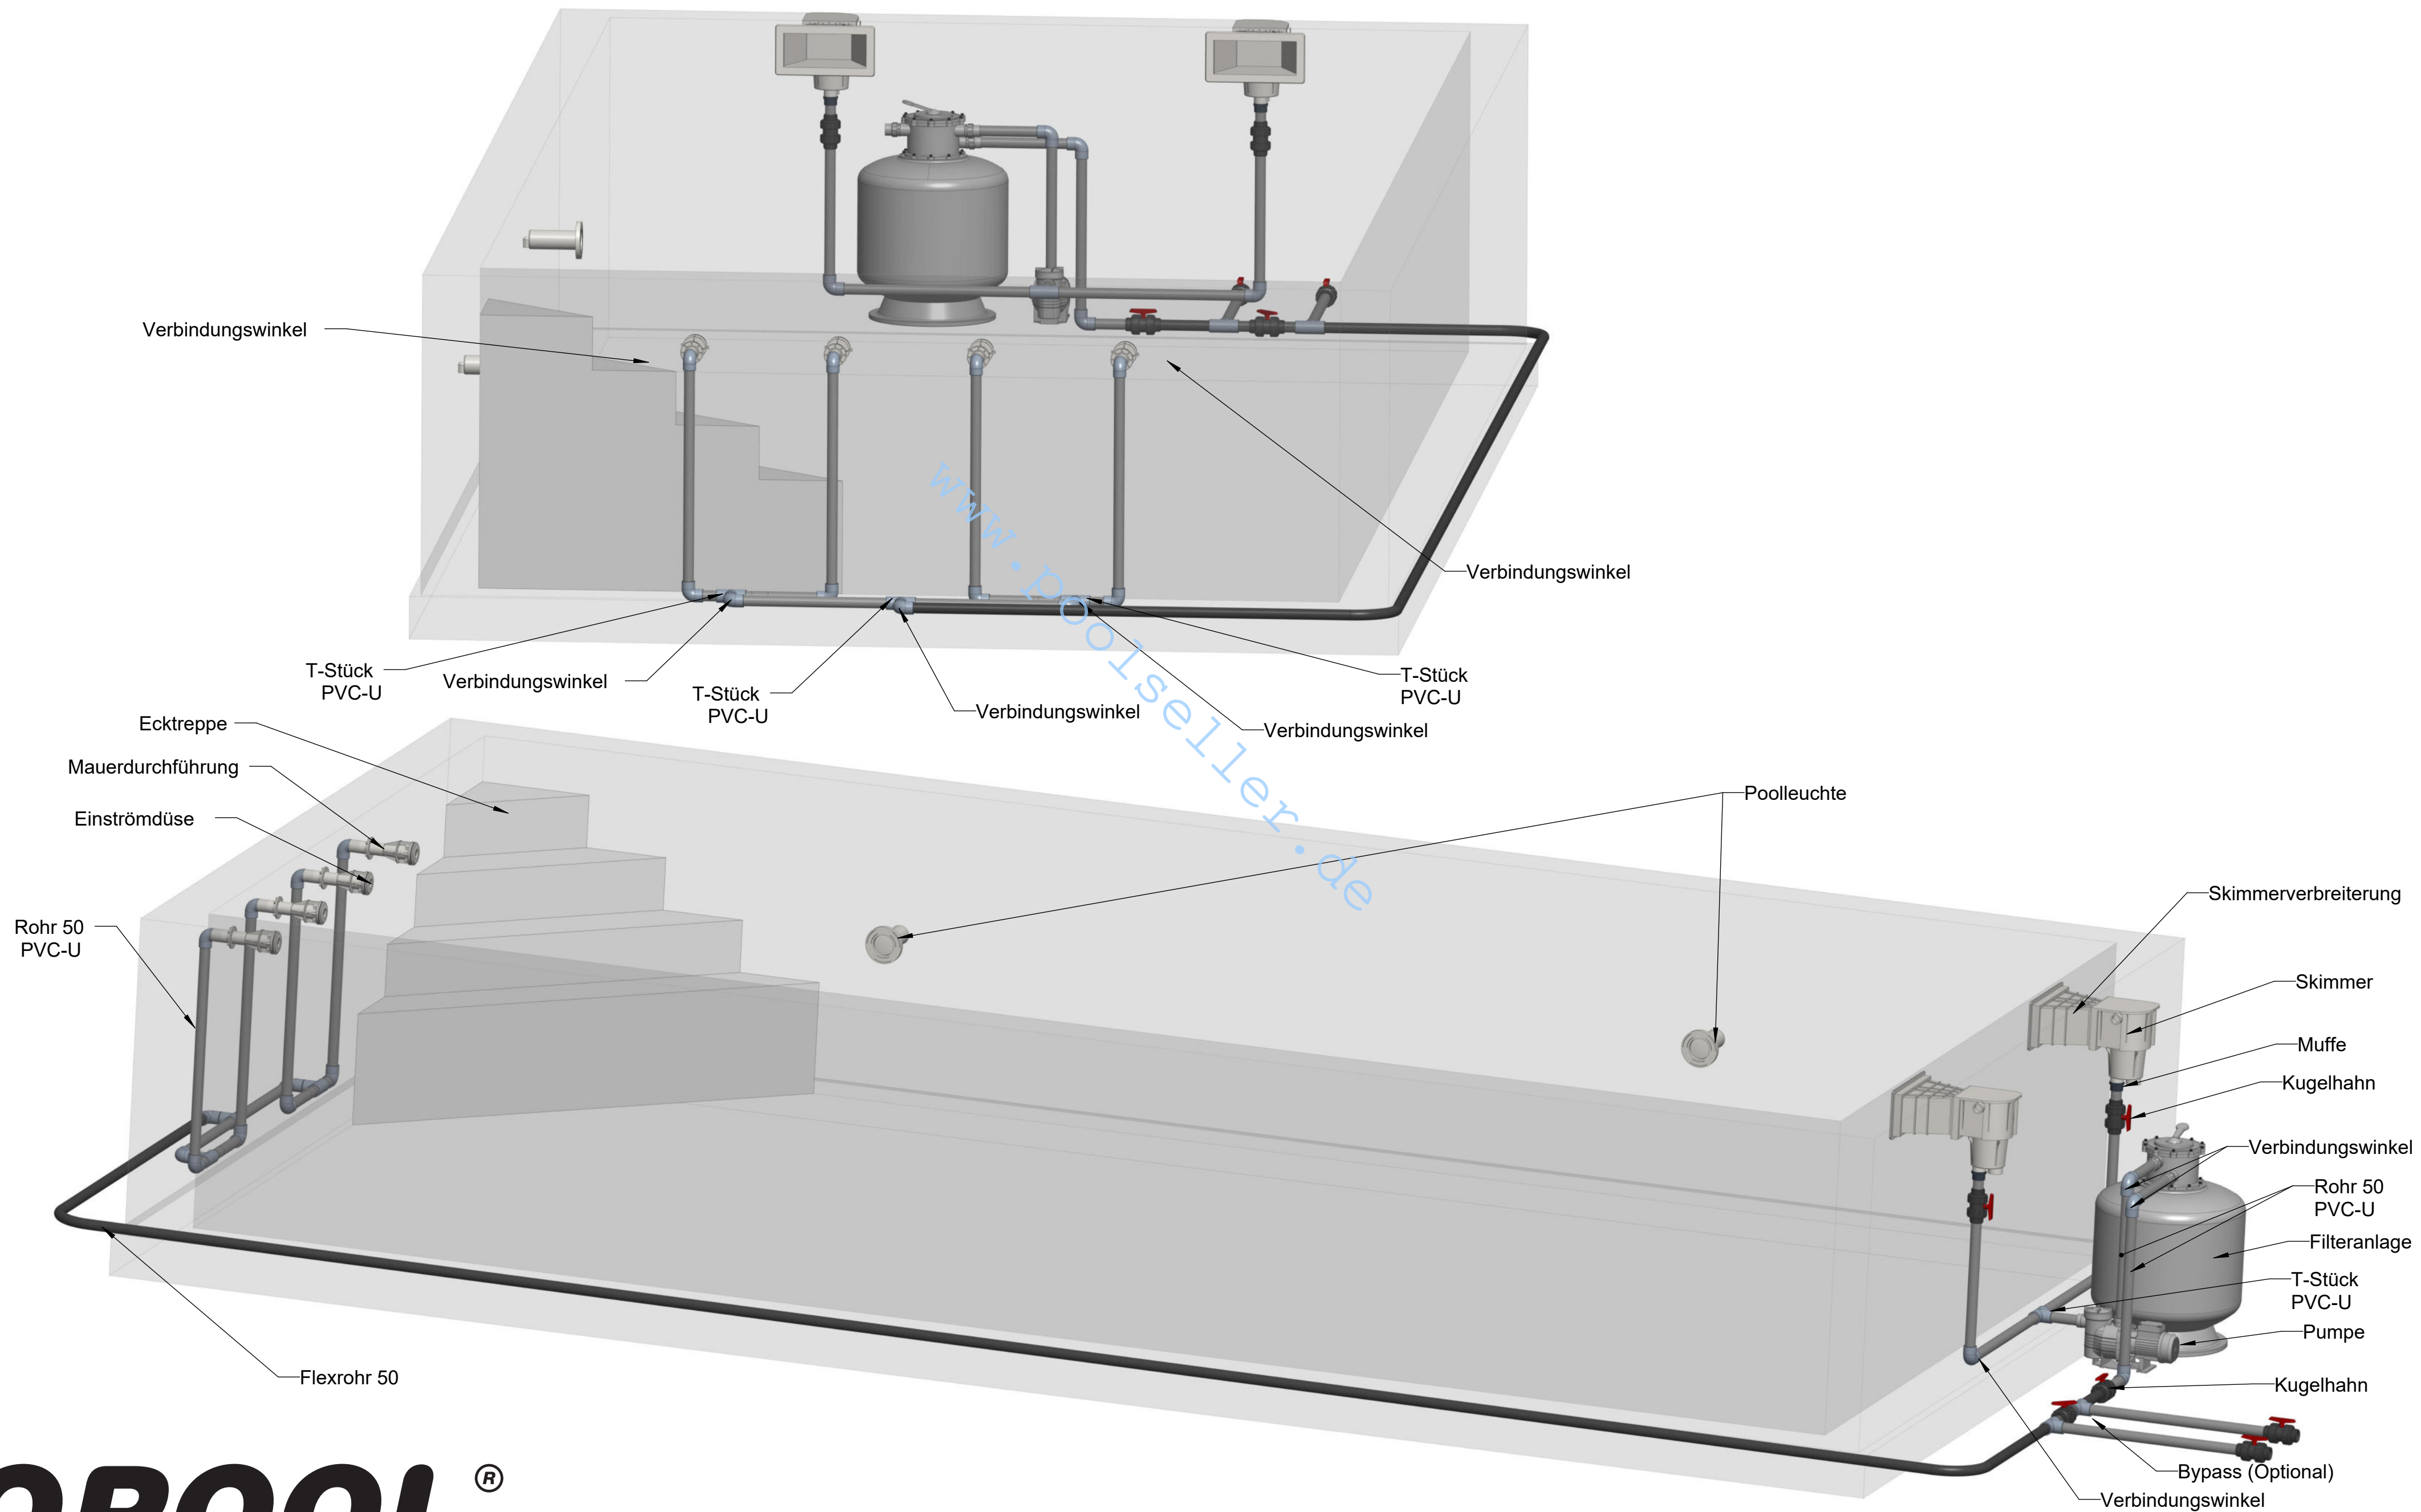 Verbindungswinkel
Verbindungswinkel
T-Stück
PVC-U
Verbindungswinkel
T-Stück
PVC-U
Verbindungswinkel
T-Stück
PVC-U
Verbindungswinkel
www.poolseller.de
Ecktreppe
Mauerdurchführung
Einströmdüse
Rohr 50
PVC-U
Poolleuchte
Skimmerverbreiterung
Skimmer
Muffe
Kugelhahn
Verbindungswinkel
Rohr 50
PVC-U
Filteranlage
T-Stück
PVC-U
Pumpe
Kugelhahn
Flexrohr 50
Bypass (Optional)
Verbindungswinkel
®